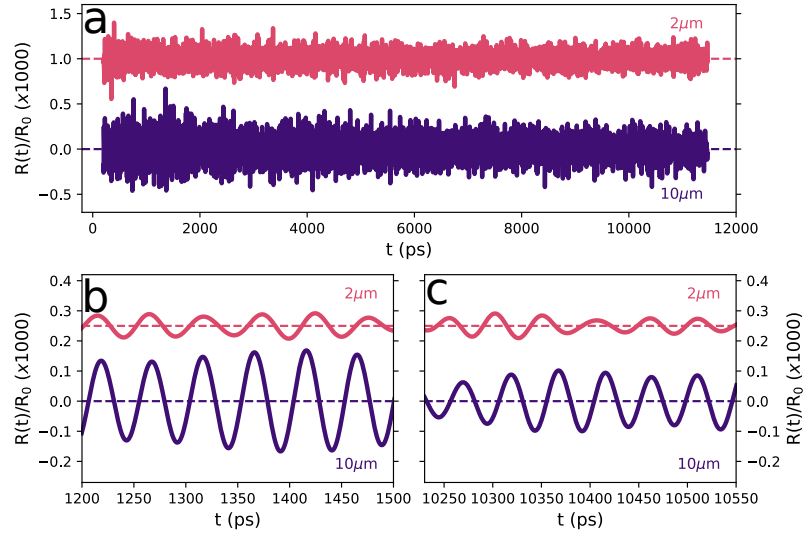 a
2μm
10μm
R(t)/R₀ (x1000)
1.5
1.0
0.5
0.0
−0.5
0
2000
4000
6000
8000
10000
12000
t (ps)
b
2μm
10μm
R(t)/R₀ (x1000)
0.4
0.3
0.2
0.1
0.0
−0.1
−0.2
1200
1250
1300
1350
1400
1450
1500
t (ps)
c
2μm
10μm
0.4
0.3
0.2
0.1
0.0
−0.1
−0.2
R(t)/R₀ (x1000)
10250
10300
10350
10400
10450
10500
10550
t (ps)